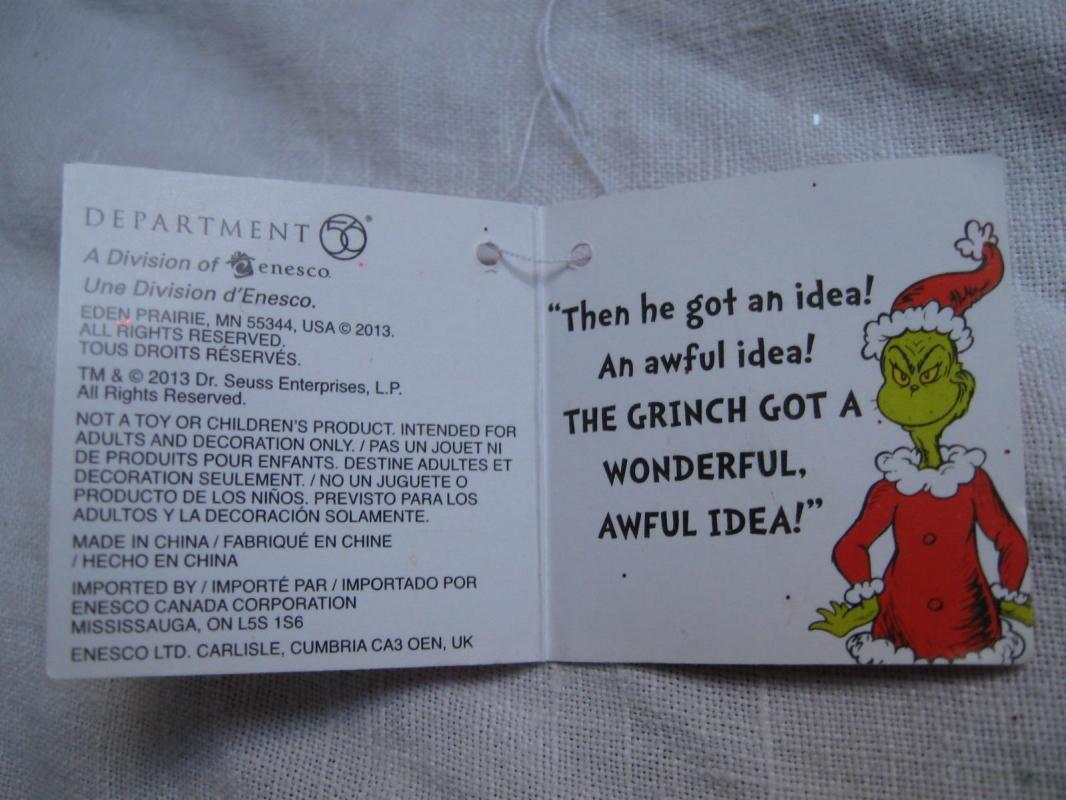 DEPARTMENT 56®
A Division of enesco.
Une Division d'Enesco.
EDEN PRAIRIE, MN 55344, USA © 2013.
ALL RIGHTS RESERVED.
TOUS DROITS RÉSERVÉS.
TM & © 2013 Dr. Seuss Enterprises, L.P.
All Rights Reserved.
NOT A TOY OR CHILDREN'S PRODUCT. INTENDED FOR
ADULTS AND DECORATION ONLY. / PAS UN JOUET NI
DE PRODUITS POUR ENFANTS. DESTINE ADULTES ET
DECORATION SEULEMENT. / NO UN JUGUETE O
PRODUCTO DE LOS NIÑOS. PREVISTO PARA LOS
ADULTOS Y LA DECORACIÓN SOLAMENTE.
MADE IN CHINA / FABRIQUÉ EN CHINE
/ HECHO EN CHINA
IMPORTED BY / IMPORTÉ PAR / IMPORTADO POR
ENESCO CANADA CORPORATION
MISSISSAUGA, ON L5S 1S6
ENESCO LTD. CARLISLE, CUMBRIA CA3 OEN, UK
"Then he got an idea!
An awful idea!
THE GRINCH GOT A
WONDERFUL,
AWFUL IDEA!"